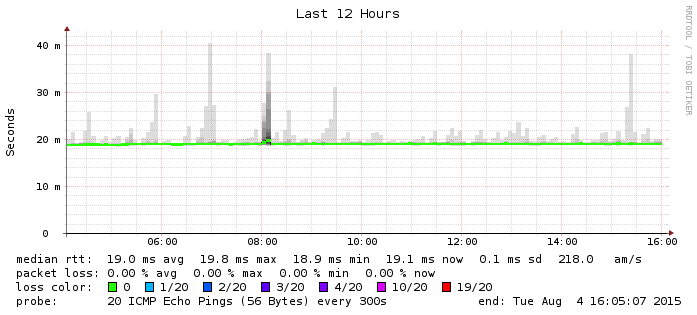 Last 12 Hours
RRDTOOL / TOBI OETIKER
Seconds
40 m
30 m
20 m
10 m
0
06:00 08:00 10:00 12:00 14:00 16:00
median rtt: 19.0 ms avg 19.8 ms max 18.9 ms min 19.1 ms now 0.1 ms sd 218.0 am/s
packet loss: 0.00 % avg 0.00 % max 0.00 % min 0.00 % now
loss color: 0 1/20 2/20 3/20 4/20 10/20 19/20
probe: 20 ICMP Echo Pings (56 Bytes) every 300s end: Tue Aug 4 16:05:07 2015